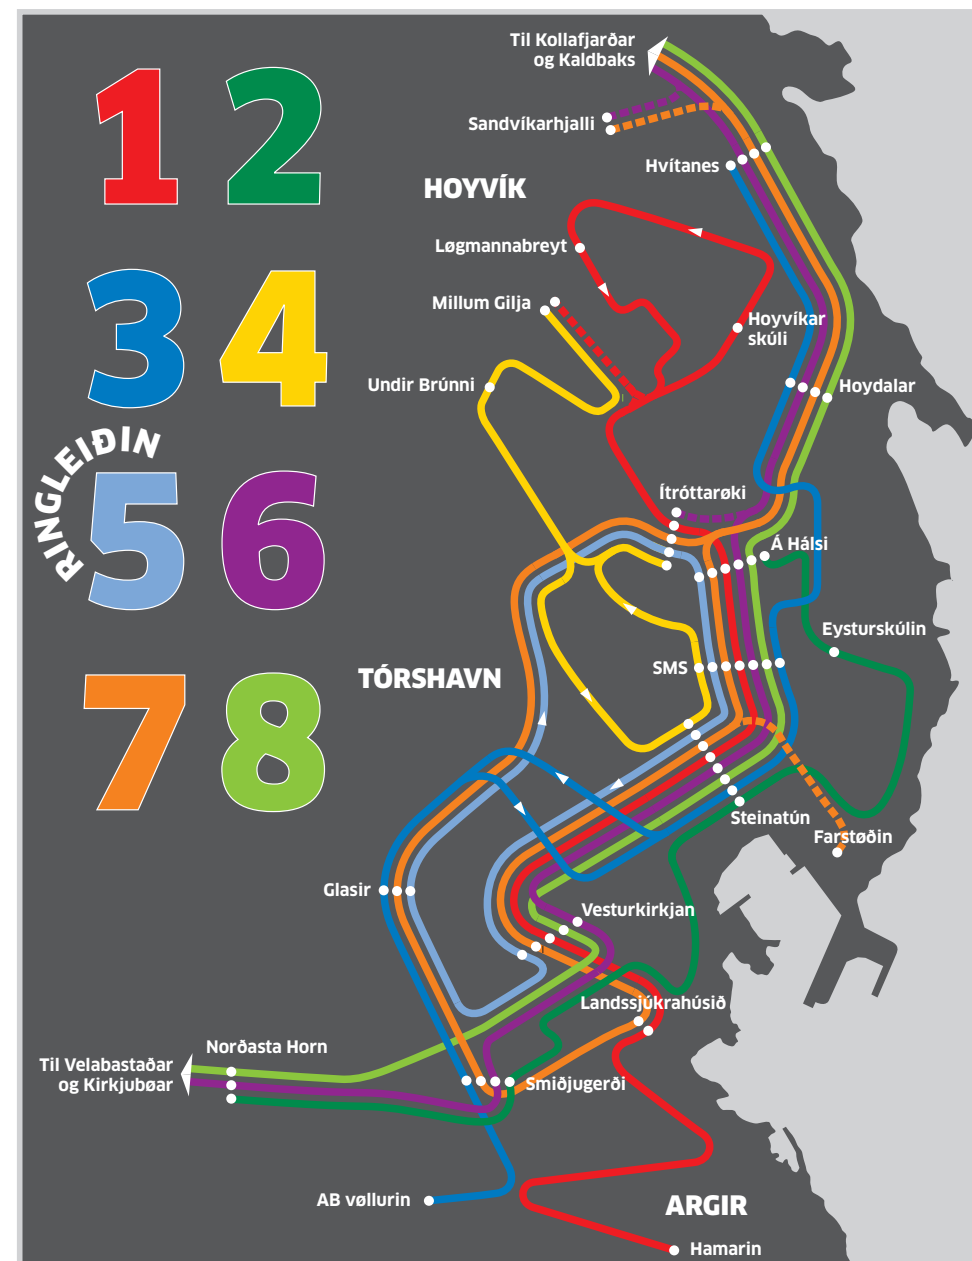 Til Kollafjarðar
og Kaldbaks
1 2
Sandvíkarhjalli
Hvítanes
HOYVÍK
Løgmannabreyt
Millum Gilja
Hoyvíkar
skúli
3 4
Undir Brúnni
Hoydalar
RINGLEIÐIN
5 6
Ítróttarøki
Á Hálsi
Eysturskúlin
SMS
TÓRSHAVN
7 8
Steinatún
Farstøðin
Glasir
Vesturkirkjan
Landssjúkrahúsið
Norðasta Horn
Til Velabastaðar
og Kirkjubøar
Smiðjugerði
AB vøllurin
ARGIR
Hamarin